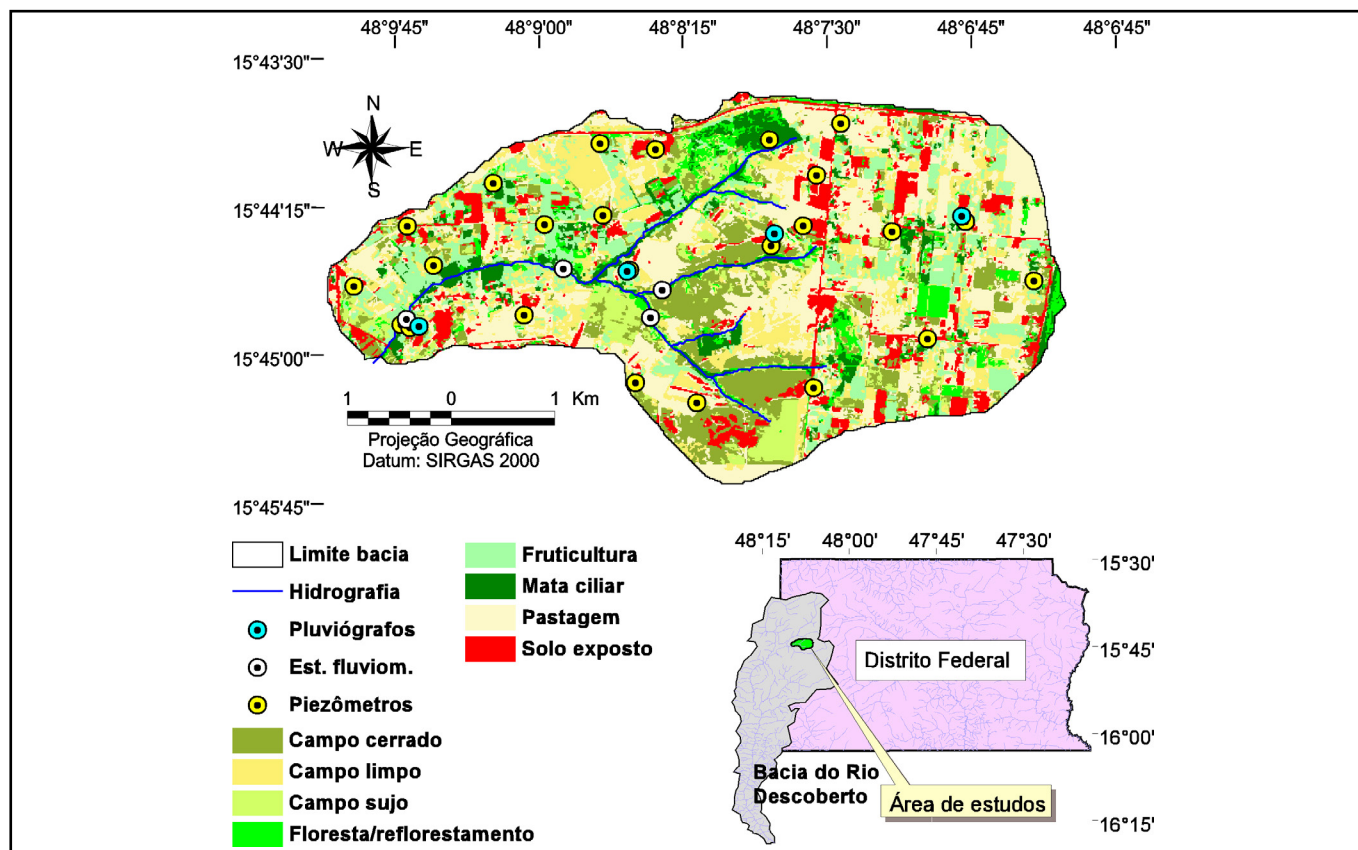 48°9'45" 48°9'00" 48°8'15" 48°7'30" 48°6'45" 48°6'45"
15°43'30"
N
W E
S
15°44'15"
15°45'00"
1 0 1 Km
Projeção Geográfica
Datum: SIRGAS 2000
15°45'45"
Limite bacia
Hidrografia
Pluviógrafos
Est. fluviom.
Piezômetros
Campo cerrado
Campo limpo
Campo sujo
Floresta/reflorestamento
Fruticultura
Mata ciliar
Pastagem
Solo exposto
48°15' 48°00' 47°45' 47°30'
15°30'
15°45'
16°00'
16°15'
Distrito Federal
Bacia do Rio
Descoberto
Área de estudos